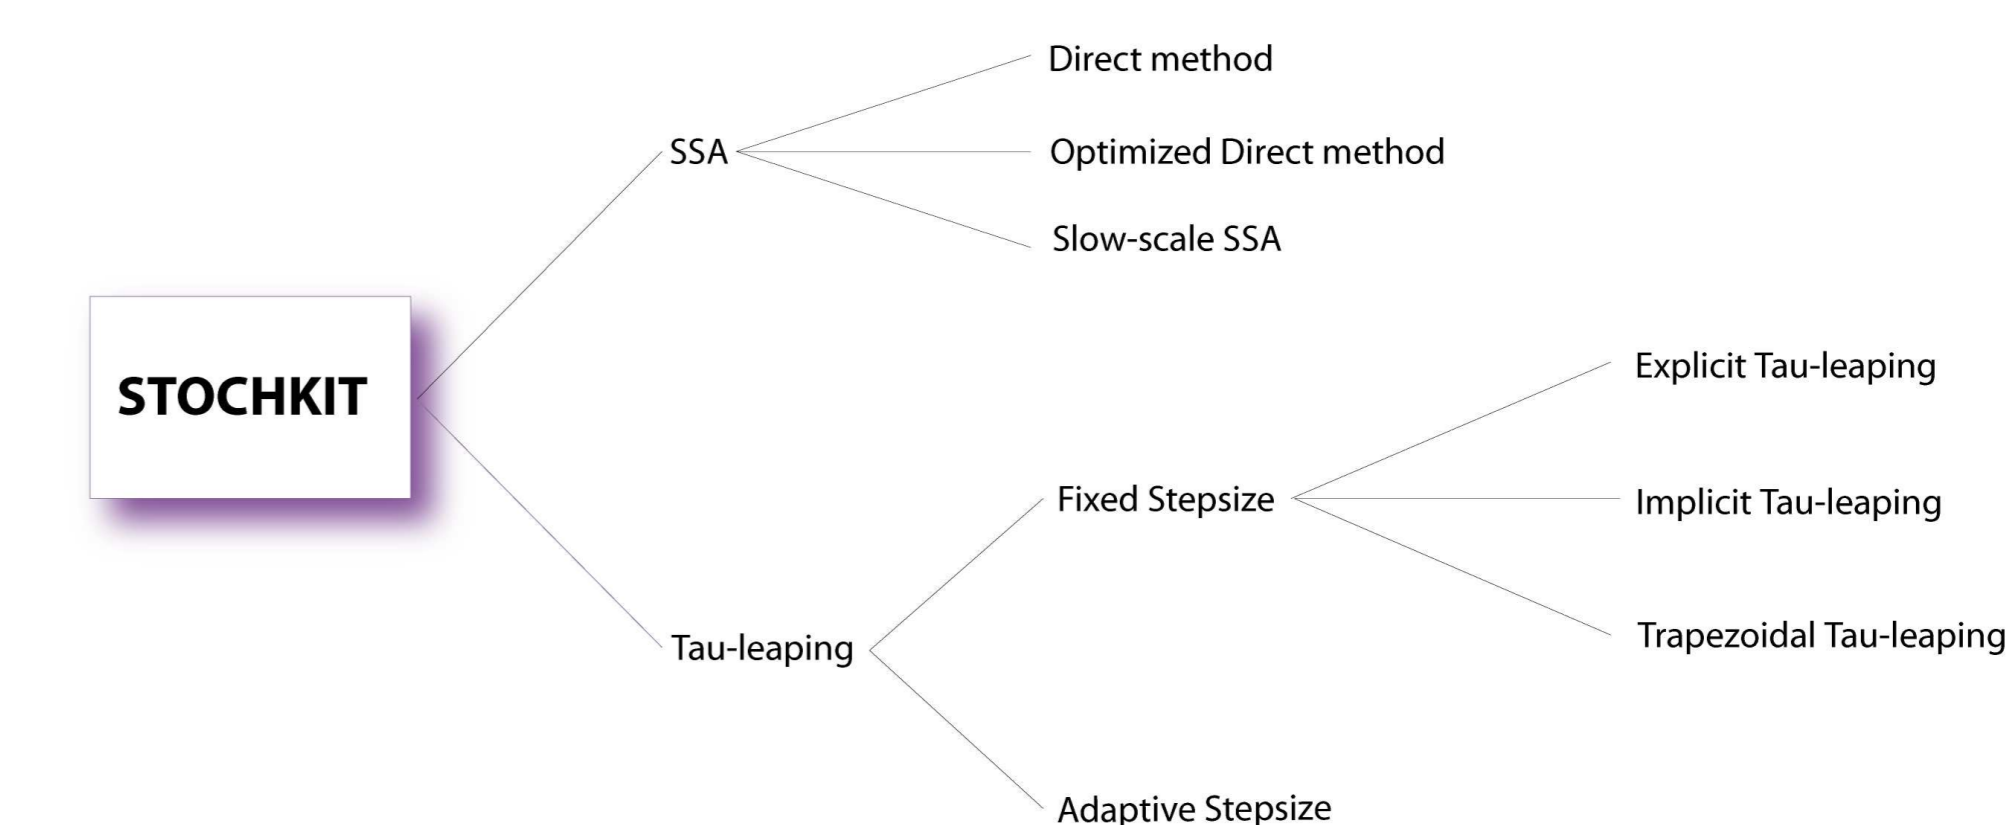 Direct method
SSA
Optimized Direct method
Slow-scale SSA
STOCHKIT
Explicit Tau-leaping
Fixed Stepsize
Implicit Tau-leaping
Trapezoidal Tau-leaping
Tau-leaping
Adaptive Stepsize